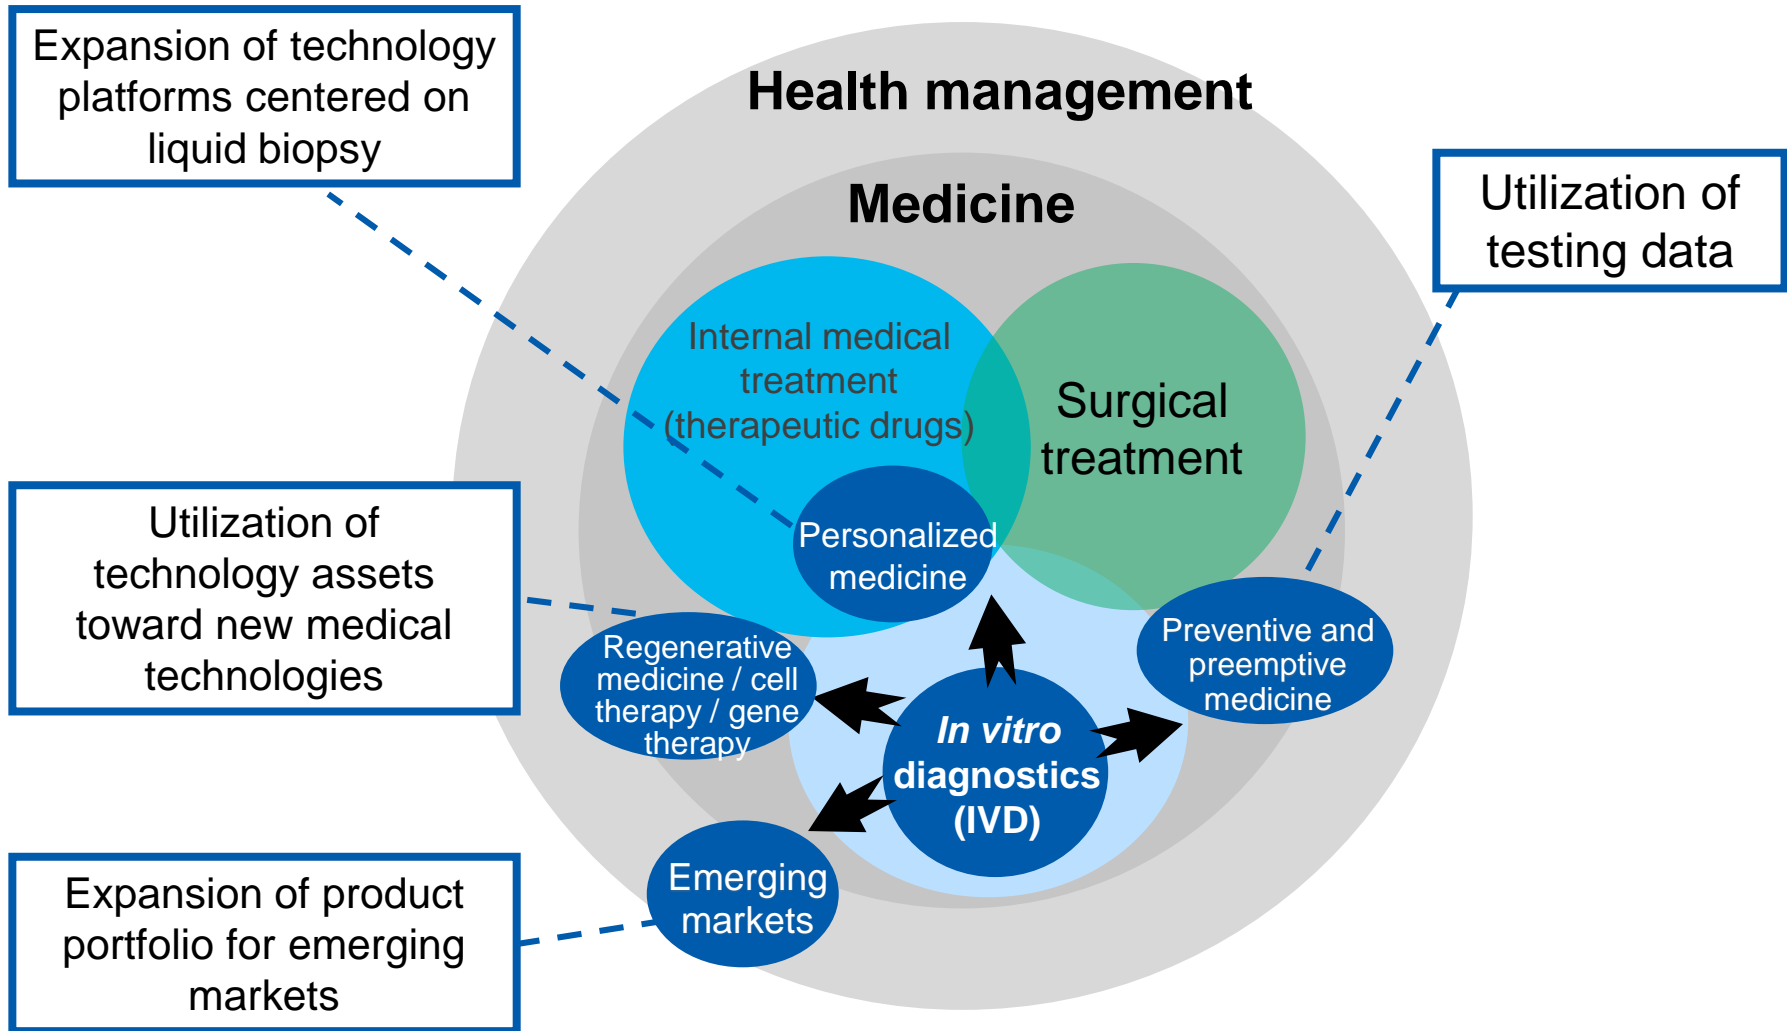 Expansion of technology
platforms centered on
liquid biopsy
Health management
Medicine
Utilization of
testing data
Internal medical
treatment
(therapeutic drugs)
Surgical
treatment
Personalized
medicine
Utilization of
technology assets
toward new medical
technologies
Regenerative
medicine / cell
therapy / gene
therapy
Preventive and
preemptive
medicine
In vitro
diagnostics
(IVD)
Emerging
markets
Expansion of product
portfolio for emerging
markets